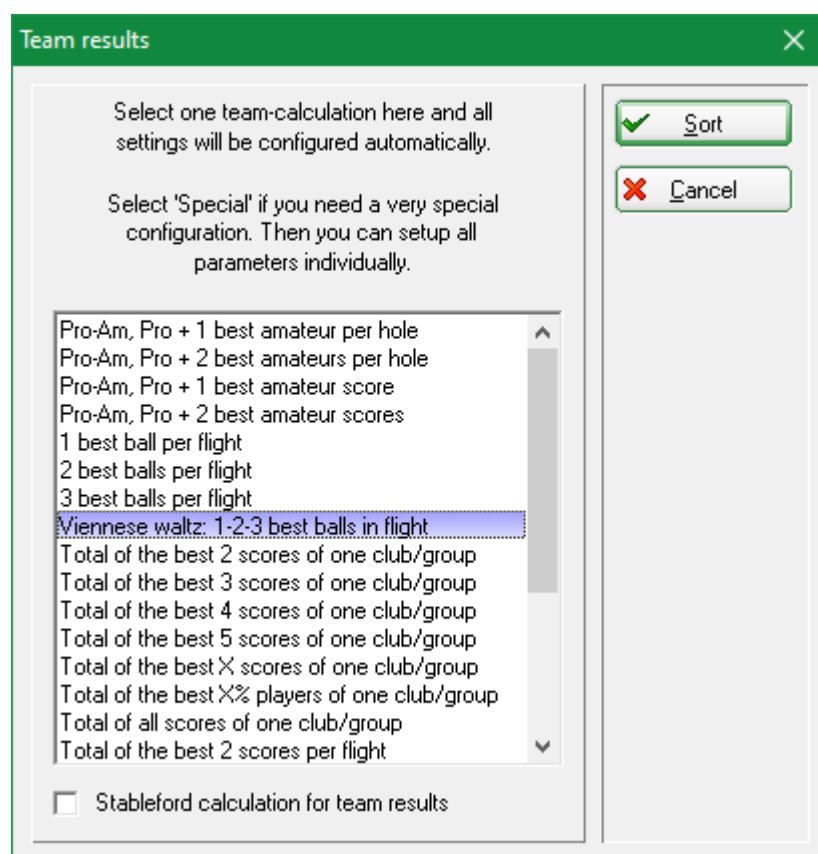 Team results
Select one team-calculation here and all
settings will be configured automatically.
Select 'Special' if you need a very special
configuration. Then you can setup all
parameters individually.
Pro-Am, Pro + 1 best amateur per hole
Pro-Am, Pro + 2 best amateurs per hole
Pro-Am, Pro + 1 best amateur score
Pro-Am, Pro + 2 best amateur scores
1 best ball per flight
2 best balls per flight
3 best balls per flight
Viennese waltz: 1-2-3 best balls in flight
Total of the best 2 scores of one club/group
Total of the best 3 scores of one club/group
Total of the best 4 scores of one club/group
Total of the best 5 scores of one club/group
Total of the best X scores of one club/group
Total of the best X% players of one club/group
Total of all scores of one club/group
Total of the best 2 scores per flight
Stableford calculation for team results
Sort
Cancel